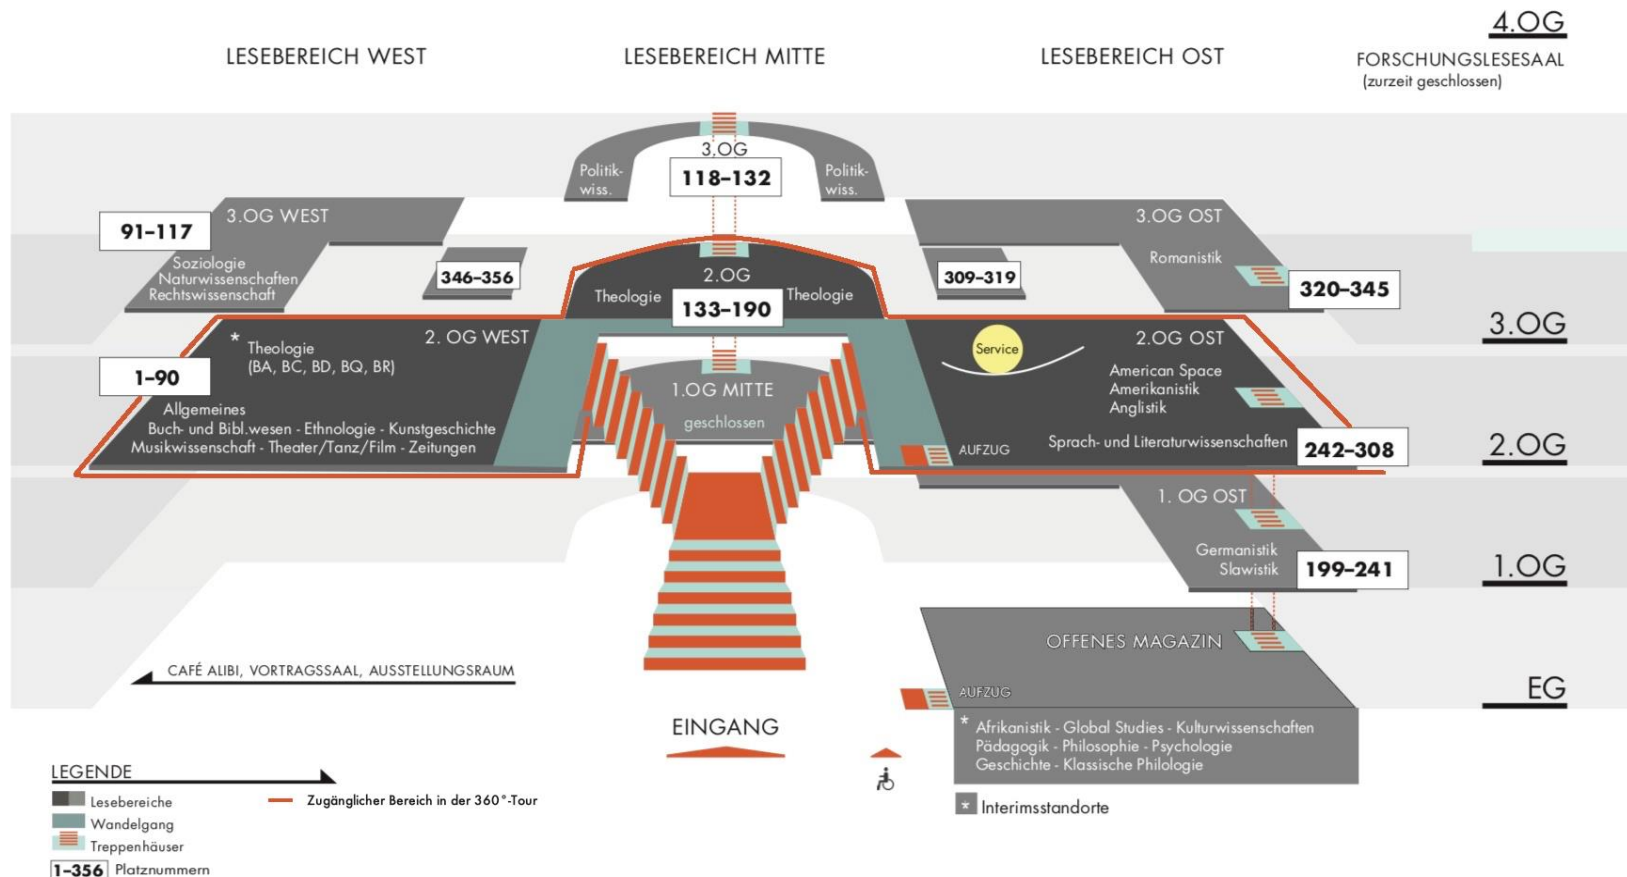 4.OG
FORSCHUNGSLESESAAL
(zurzeit geschlossen)
LESEBEREICH WEST
LESEBEREICH MITTE
LESEBEREICH OST
3.OG
118–132
Politik-
wiss.
Politik-
wiss.
3.OG WEST
91–117
Soziologie
Naturwissenschaften
Rechtswissenschaft
346–356
2.OG
Theologie
133–190
Theologie
309–319
3.OG OST
Romanistik
320–345
3.OG
2. OG WEST
* Theologie
(BA, BC, BD, BQ, BR)
1–90
Allgemeines
Buch- und Bibl.wesen - Ethnologie - Kunstgeschichte
Musikwissenschaft - Theater/Tanz/Film - Zeitungen
1.OG MITTE
geschlossen
Service
2.OG OST
American Space
Amerikanistik
Anglistik
Sprach- und Literaturwissenschaften
AUFZUG
242–308
2.OG
1. OG OST
Germanistik
Slawistik
199–241
1.OG
OFFENES MAGAZIN
AUFZUG
EG
* Afrikanistik - Global Studies - Kulturwissenschaften
Pädagogik - Philosophie - Psychologie
Geschichte - Klassische Philologie
* Interimsstandorte
CAFÉ ALIBI, VORTRAGSSAAL, AUSSTELLUNGSRAUM
EINGANG
LEGENDE
Lesebereiche
Wandelgang
Treppenhäuser
1–356 Platznummern
Zugänglicher Bereich in der 360°-Tour